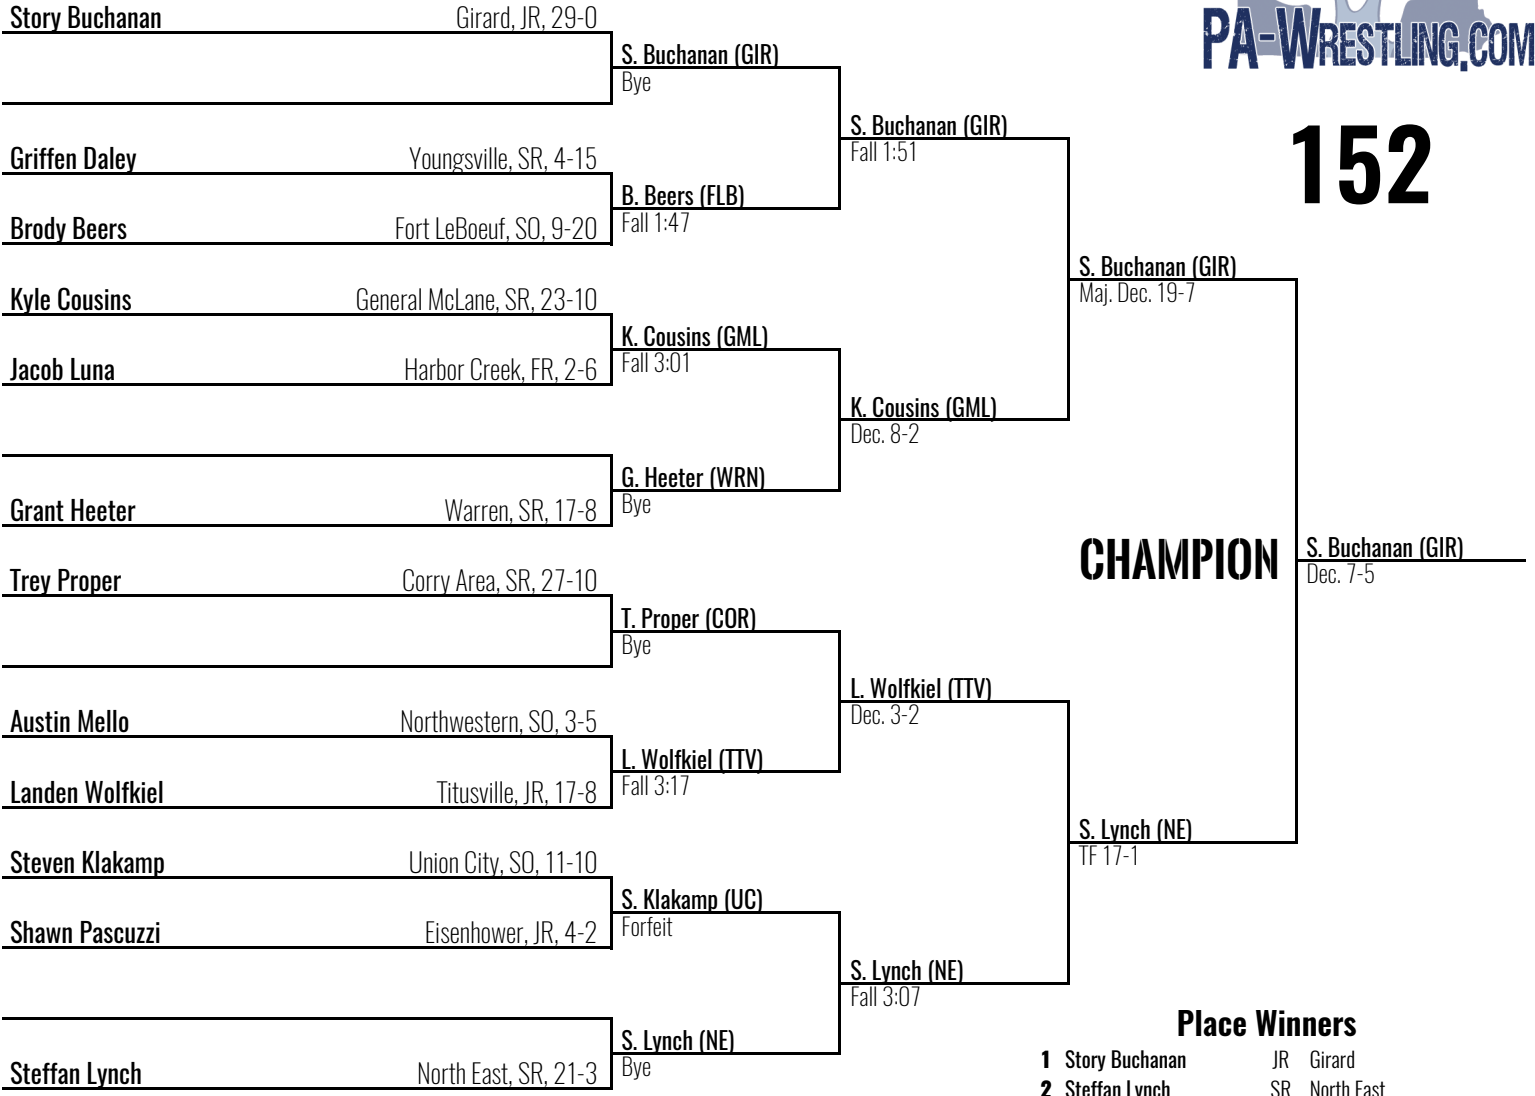 Story Buchanan Girard, JR, 29-0
S. Buchanan (GIR)
Bye
PA-WRESTLING.COM
152
S. Buchanan (GIR)
Fall 1:51
Griffen Daley Youngsville, SR, 4-15
B. Beers (FLB)
Fall 1:47
Brody Beers Fort LeBoeuf, SO, 9-20
S. Buchanan (GIR)
Maj. Dec. 19-7
Kyle Cousins General McLane, SR, 23-10
K. Cousins (GML)
Fall 3:01
Jacob Luna Harbor Creek, FR, 2-6
K. Cousins (GML)
Dec. 8-2
G. Heeter (WRN)
Bye
Grant Heeter Warren, SR, 17-8
CHAMPION
S. Buchanan (GIR)
Dec. 7-5
Trey Proper Corry Area, SR, 27-10
T. Proper (COR)
Bye
L. Wolfkiel (TTV)
Dec. 3-2
Austin Mello Northwestern, SO, 3-5
L. Wolfkiel (TTV)
Fall 3:17
Landen Wolfkiel Titusville, JR, 17-8
S. Lynch (NE)
TF 17-1
Steven Klakamp Union City, SO, 11-10
S. Klakamp (UC)
Forfeit
Shawn Pascuzzi Eisenhower, JR, 4-2
S. Lynch (NE)
Fall 3:07
S. Lynch (NE)
Bye
Steffan Lynch North East, SR, 21-3
Place Winners
1 Story Buchanan JR Girard
2 Steffan Lynch SR North East